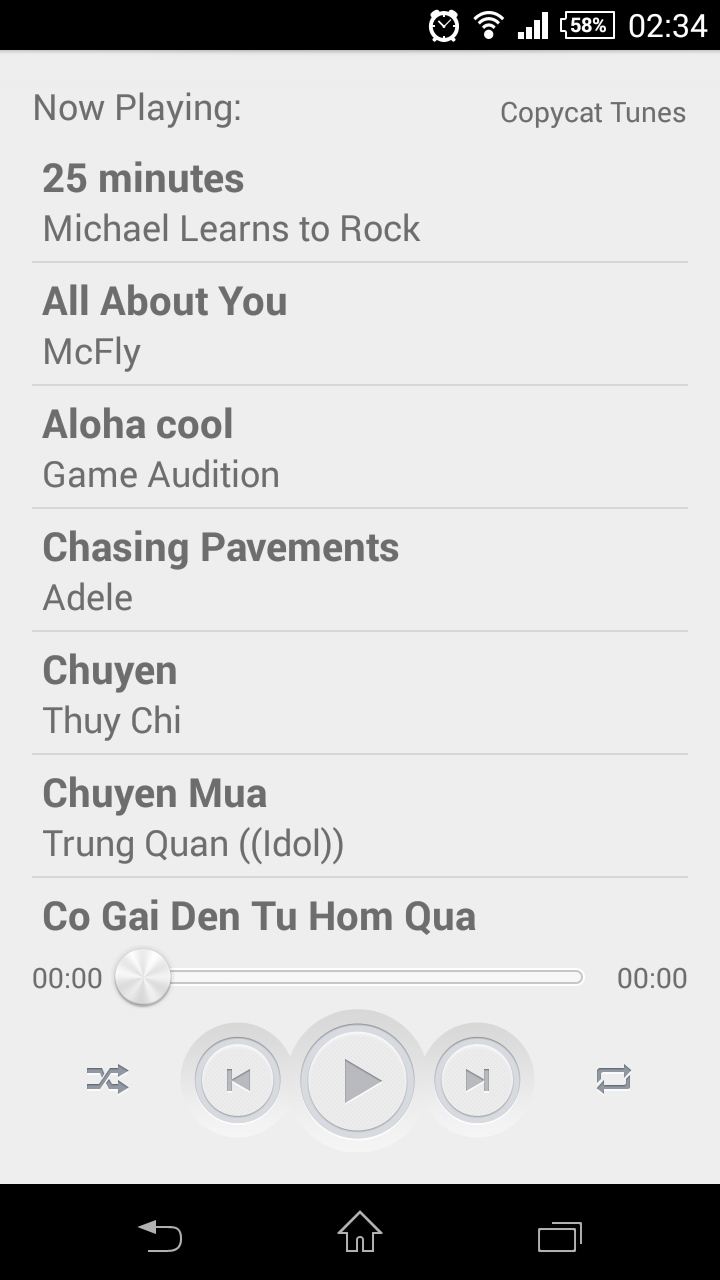 58% 02:34
Now Playing: Copycat Tunes
25 minutes
Michael Learns to Rock
All About You
McFly
Aloha cool
Game Audition
Chasing Pavements
Adele
Chuyen
Thuy Chi
Chuyen Mua
Trung Quan ((Idol))
Co Gai Den Tu Hom Qua
00:00 00:00